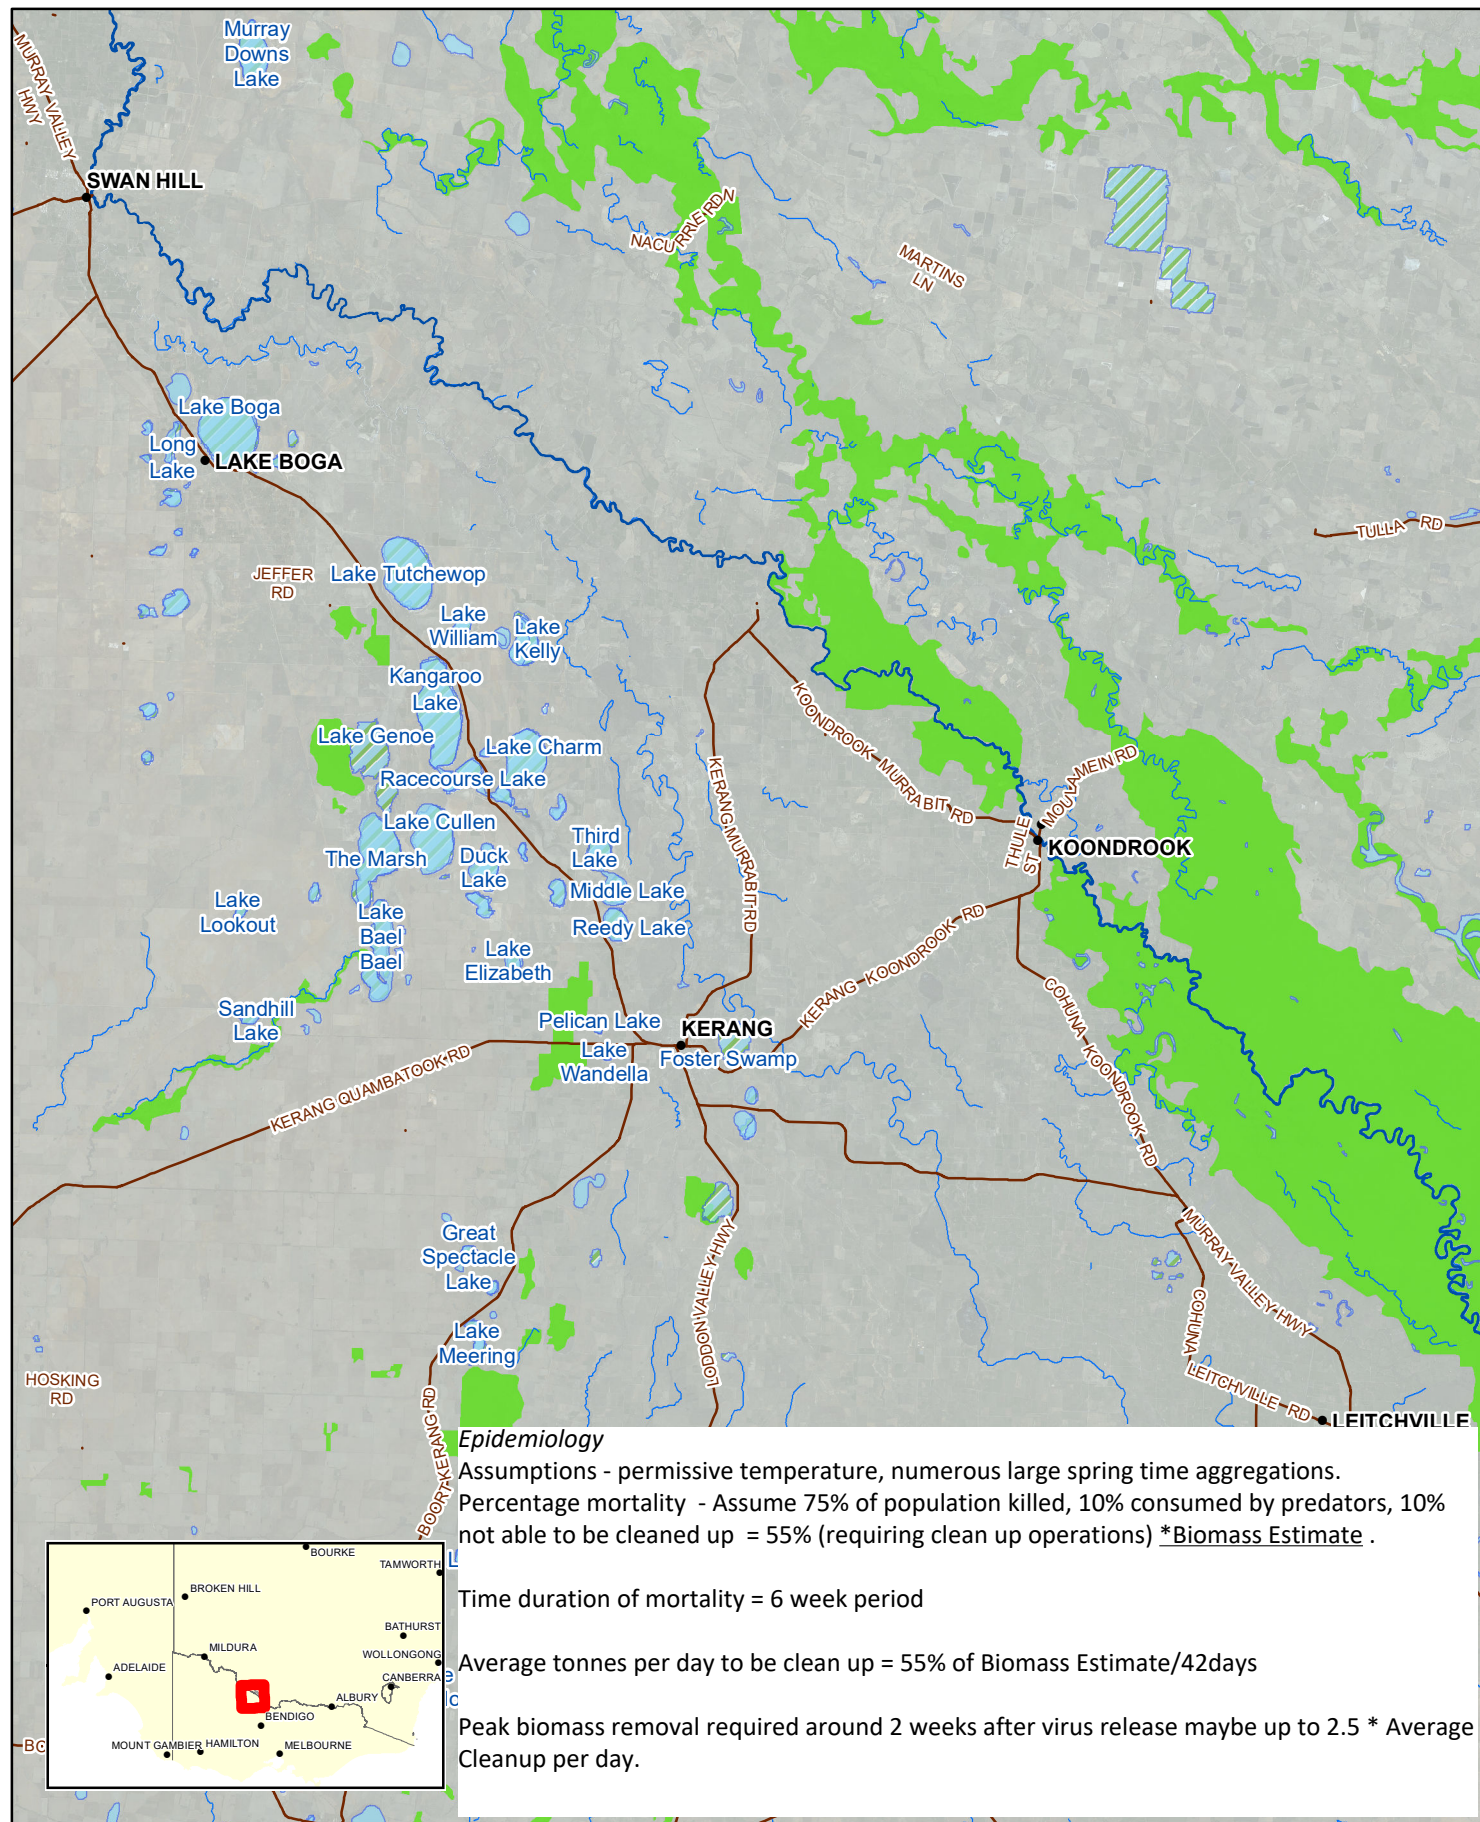 Murray
Downs
Lake
MURRAY VALLEY
HWY
SWAN HILL
NACURRIE RD N
MARTINS
LN
Lake Boga
Long
Lake
LAKE BOGA
TULLA RD
JEFFER
RD
Lake Tutchewop
Lake
William
Lake
Kelly
Kangaroo
Lake
KOONDROOK MURRABIT RD
Lake Genoe
Lake Charm
Racecourse Lake
KERANG MURRABIT RD
MOULAMEIN RD
THULE
ST
KOONDROOK
Lake Cullen
The Marsh
Duck
Lake
Third
Lake
Middle Lake
Reedy Lake
Lake
Lookout
Lake
Bael
Bael
Lake
Elizabeth
KERANG KOONDROOK RD
COHUNA KOONDROOK RD
Sandhill
Lake
Pelican Lake
KERANG
Foster Swamp
Lake
Wandella
KERANG QUAMBATOOK RD
Great
Spectacle
Lake
LODDON VALLEY HWY
MURRAY VALLEY HWY
COHUNA LEITCHVILLE RD
Lake
Meering
HOSKING
RD
BOORT KERANG RD
LEITCHVILLE
Epidemiology
Assumptions - permissive temperature, numerous large spring time aggregations.
Percentage mortality - Assume 75% of population killed, 10% consumed by predators, 10%
not able to be cleaned up = 55% (requiring clean up operations) *Biomass Estimate .
Time duration of mortality = 6 week period
Average tonnes per day to be clean up = 55% of Biomass Estimate/42days
Peak biomass removal required around 2 weeks after virus release maybe up to 2.5 * Average
Cleanup per day.
BOURKE
TAMWORTH
BROKEN HILL
PORT AUGUSTA
BATHURST
MILDURA
WOLLONGONG
ADELAIDE
CANBERRA
ALBURY
BENDIGO
MOUNT GAMBIER
HAMILTON
MELBOURNE